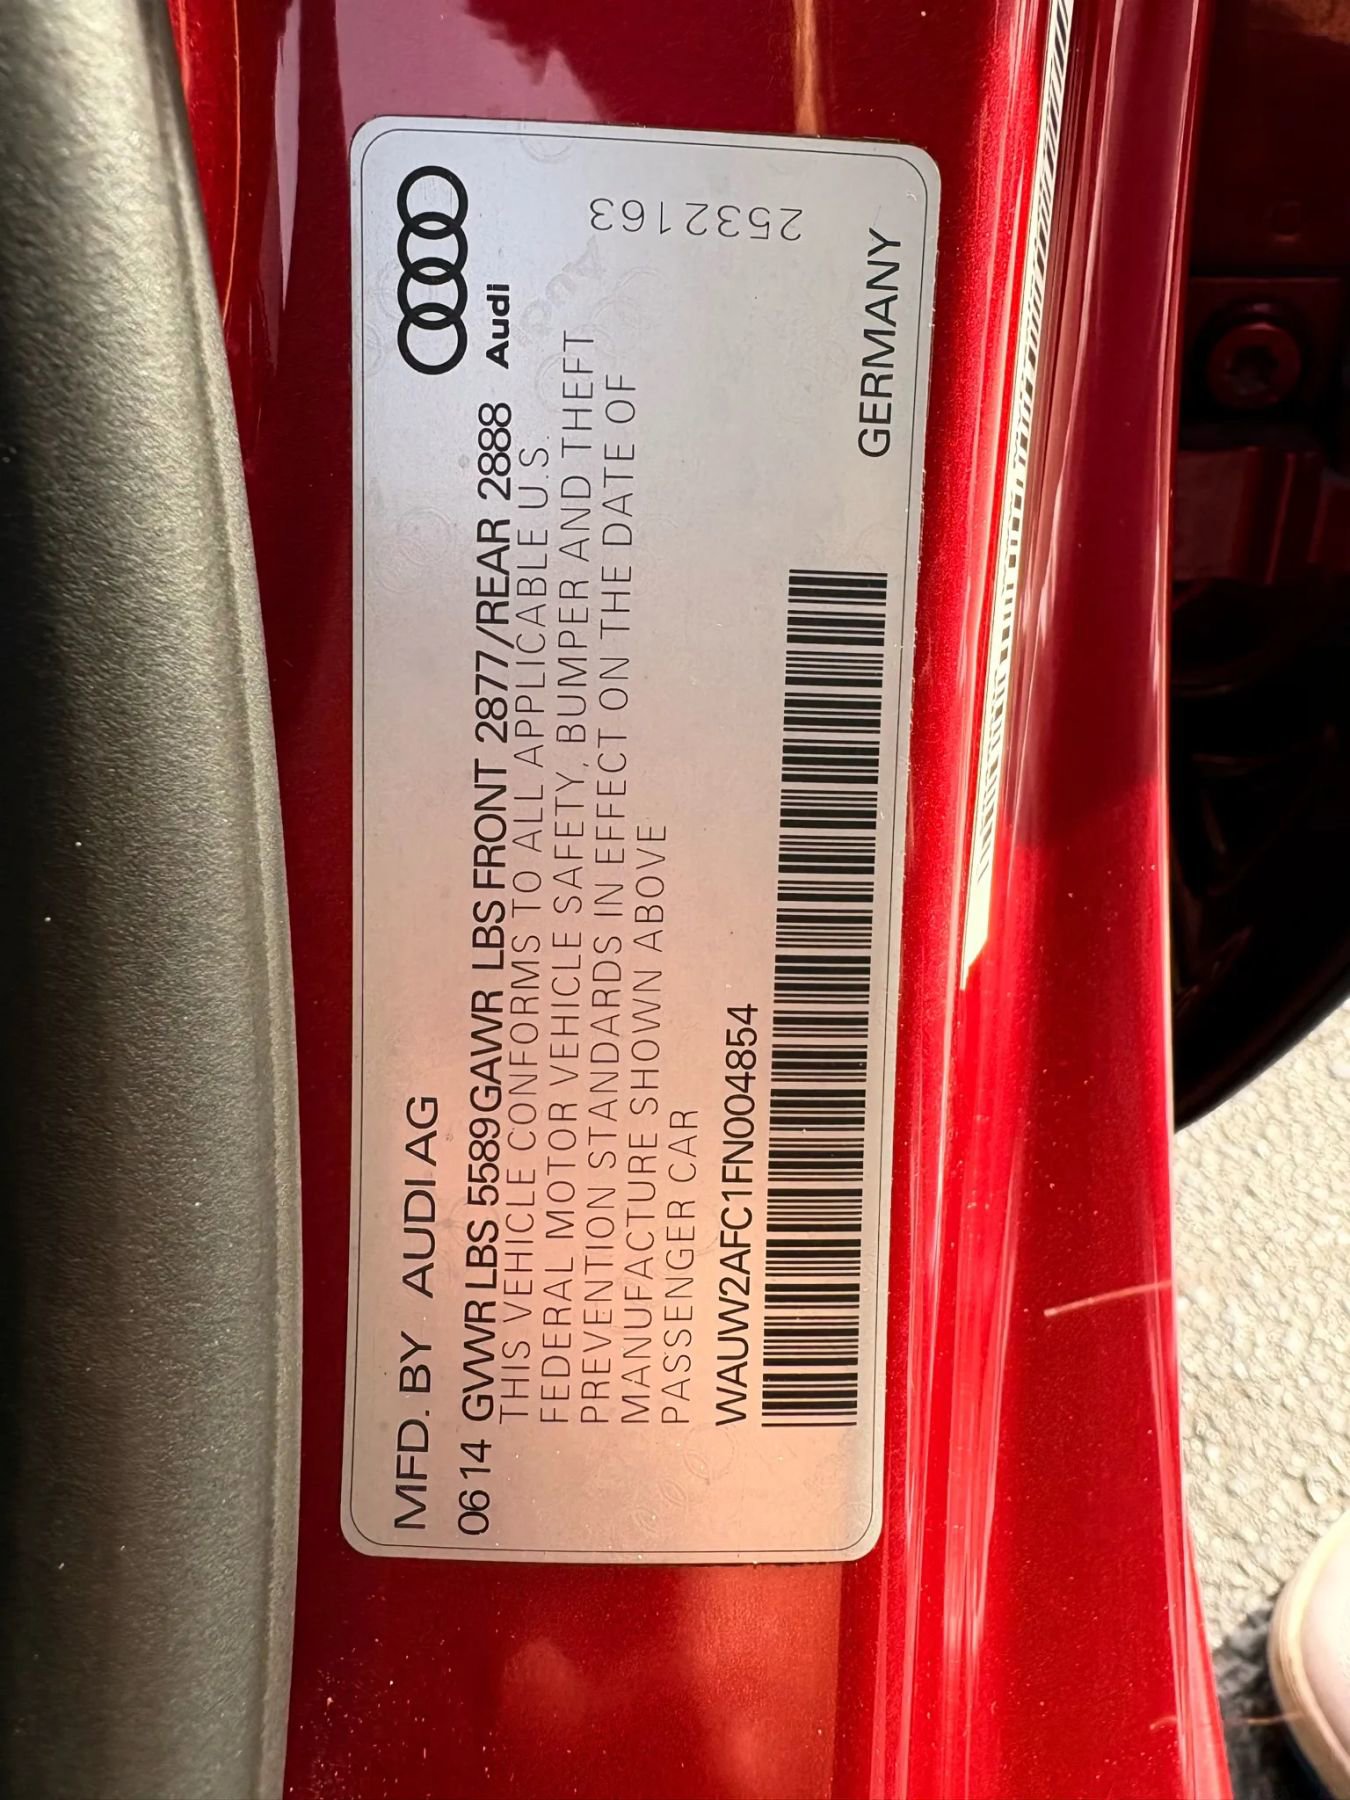 MFD. BY AUDI AG
06 14 GVWR LBS 5589 GAWR LBS FRONT 2877/REAR 2888
Audi
THIS VEHICLE CONFORMS TO ALL APPLICABLE U.S.
FEDERAL MOTOR VEHICLE SAFETY, BUMPER AND THEFT
PREVENTION STANDARDS IN EFFECT ON THE DATE OF
MANUFACTURE SHOWN ABOVE
PASSENGER CAR
2532163
WAUW2AFC1FN004854
GERMANY